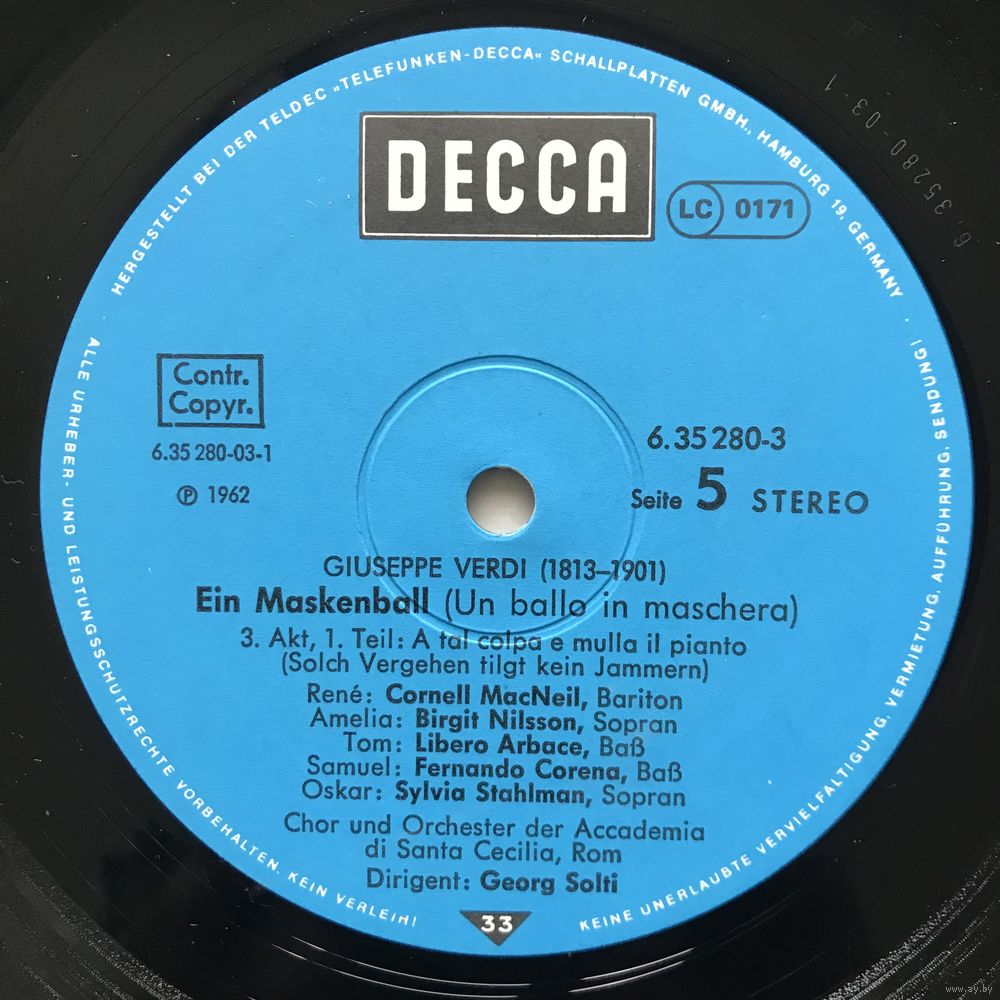 HERGESTELLT BEI DER TELDEC »TELEFUNKEN-DECCA« SCHALLPLATTEN GMBH., HAMBURG 19, GERMANY
DECCA
LC 0171
6.35280-03-1
Contr.
Copyr.
6.35 280-03-1
℗ 1962
6.35 280-3
Seite 5 STEREO
GIUSEPPE VERDI (1813–1901)
Ein Maskenball (Un ballo in maschera)
3. Akt, 1. Teil: A tal colpa e mulla il pianto
(Solch Vergehen tilgt kein Jammern)
René: Cornell MacNeil, Bariton
Amelia: Birgit Nilsson, Sopran
Tom: Libero Arbace, Baß
Samuel: Fernando Corena, Baß
Oskar: Sylvia Stahlman, Sopran
Chor und Orchester der Accademia
di Santa Cecilia, Rom
Dirigent: Georg Solti
33
ALLE URHEBER- UND LEISTUNGSSCHUTZRECHTE VORBEHALTEN. KEIN VERLEIH!
KEINE UNERLAUBTE VERVIELFÄLTIGUNG, VERMIETUNG, AUFFÜHRUNG, SENDUNG!
www.ay.by